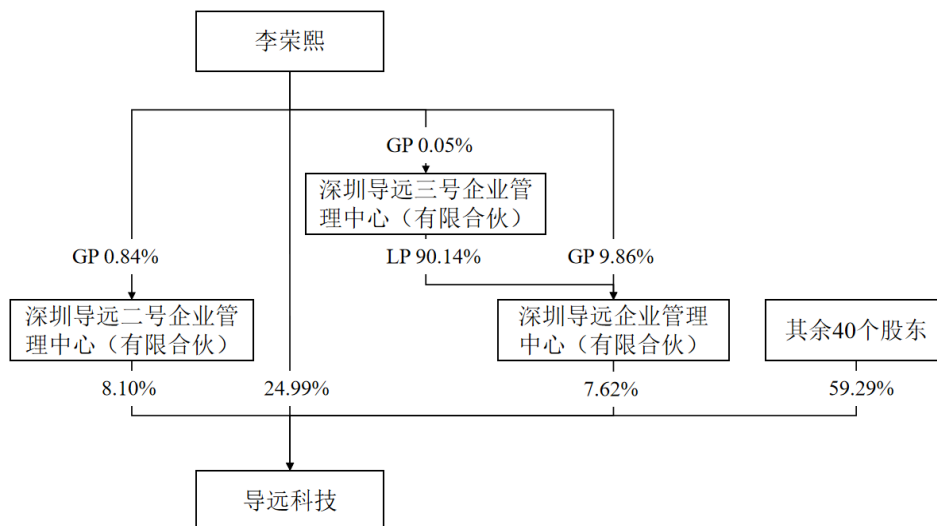 李荣熙
GP 0.05%
深圳导远三号企业管
理中心（有限合伙）
GP 0.84%
LP 90.14%
GP 9.86%
深圳导远二号企业管
理中心（有限合伙）
深圳导远企业管理
中心（有限合伙）
其余40个股东
8.10%
24.99%
7.62%
59.29%
导远科技